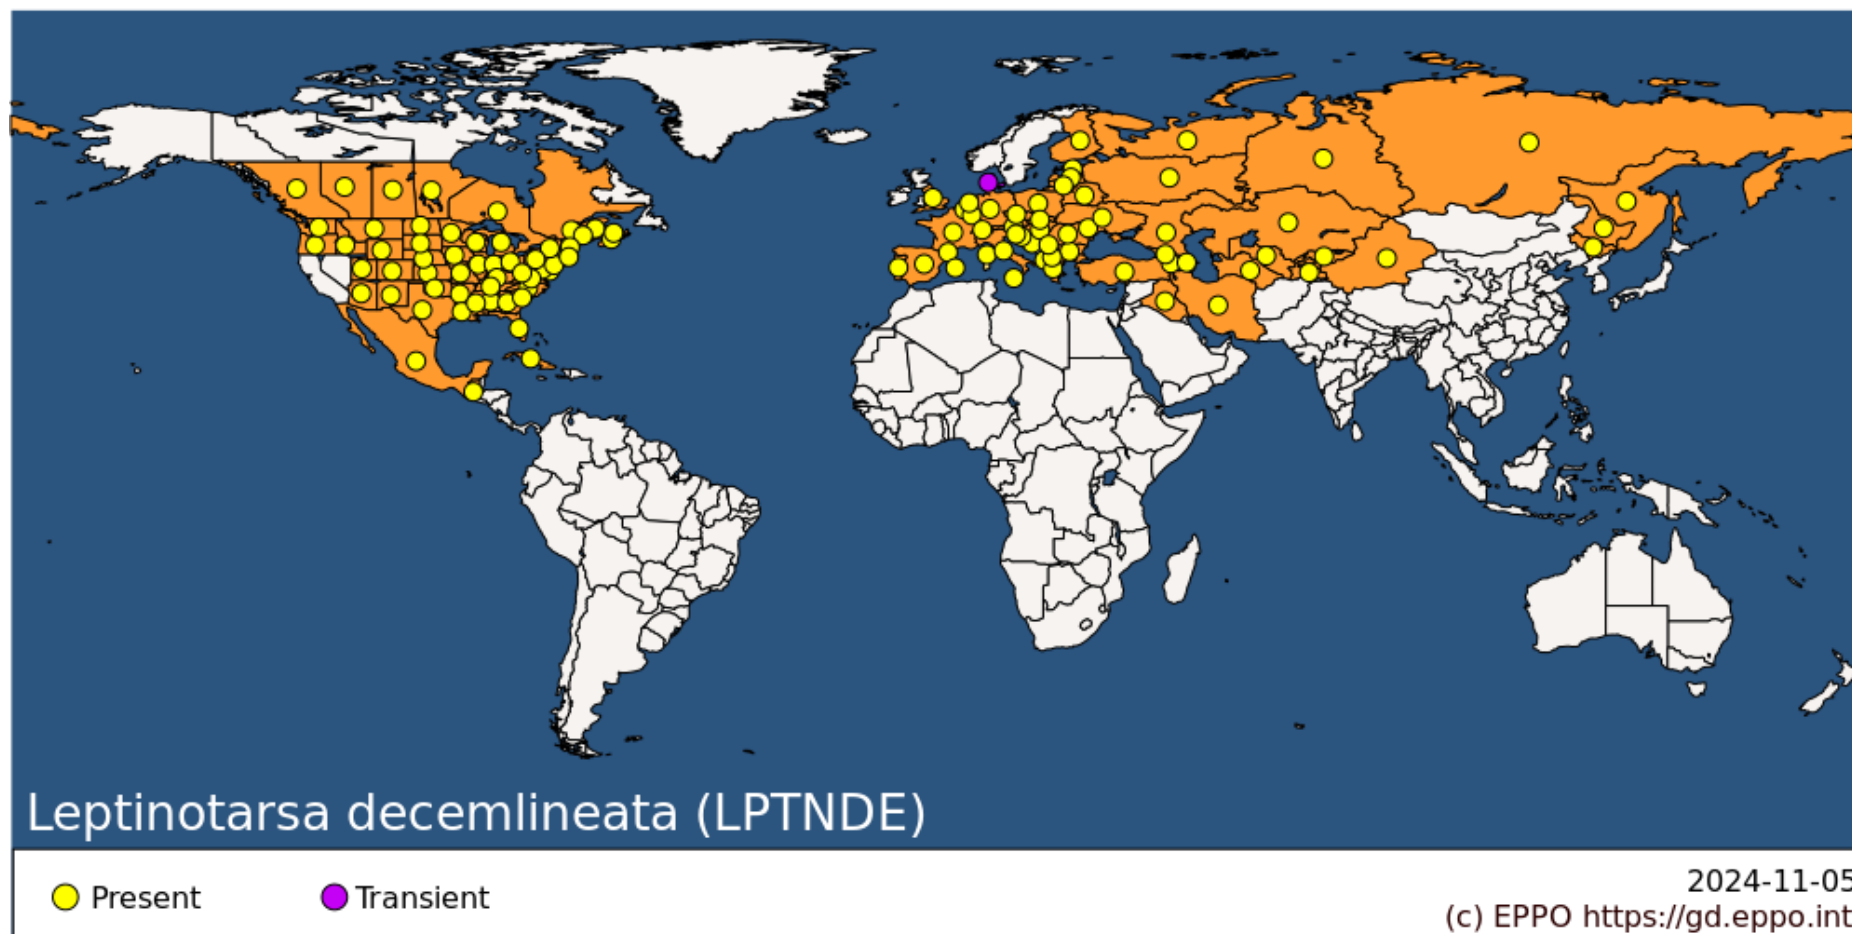 Leptinotarsa decemlineata (LPTNDE)
Present
Transient
2024-11-05
(c) EPPO https://gd.eppo.int